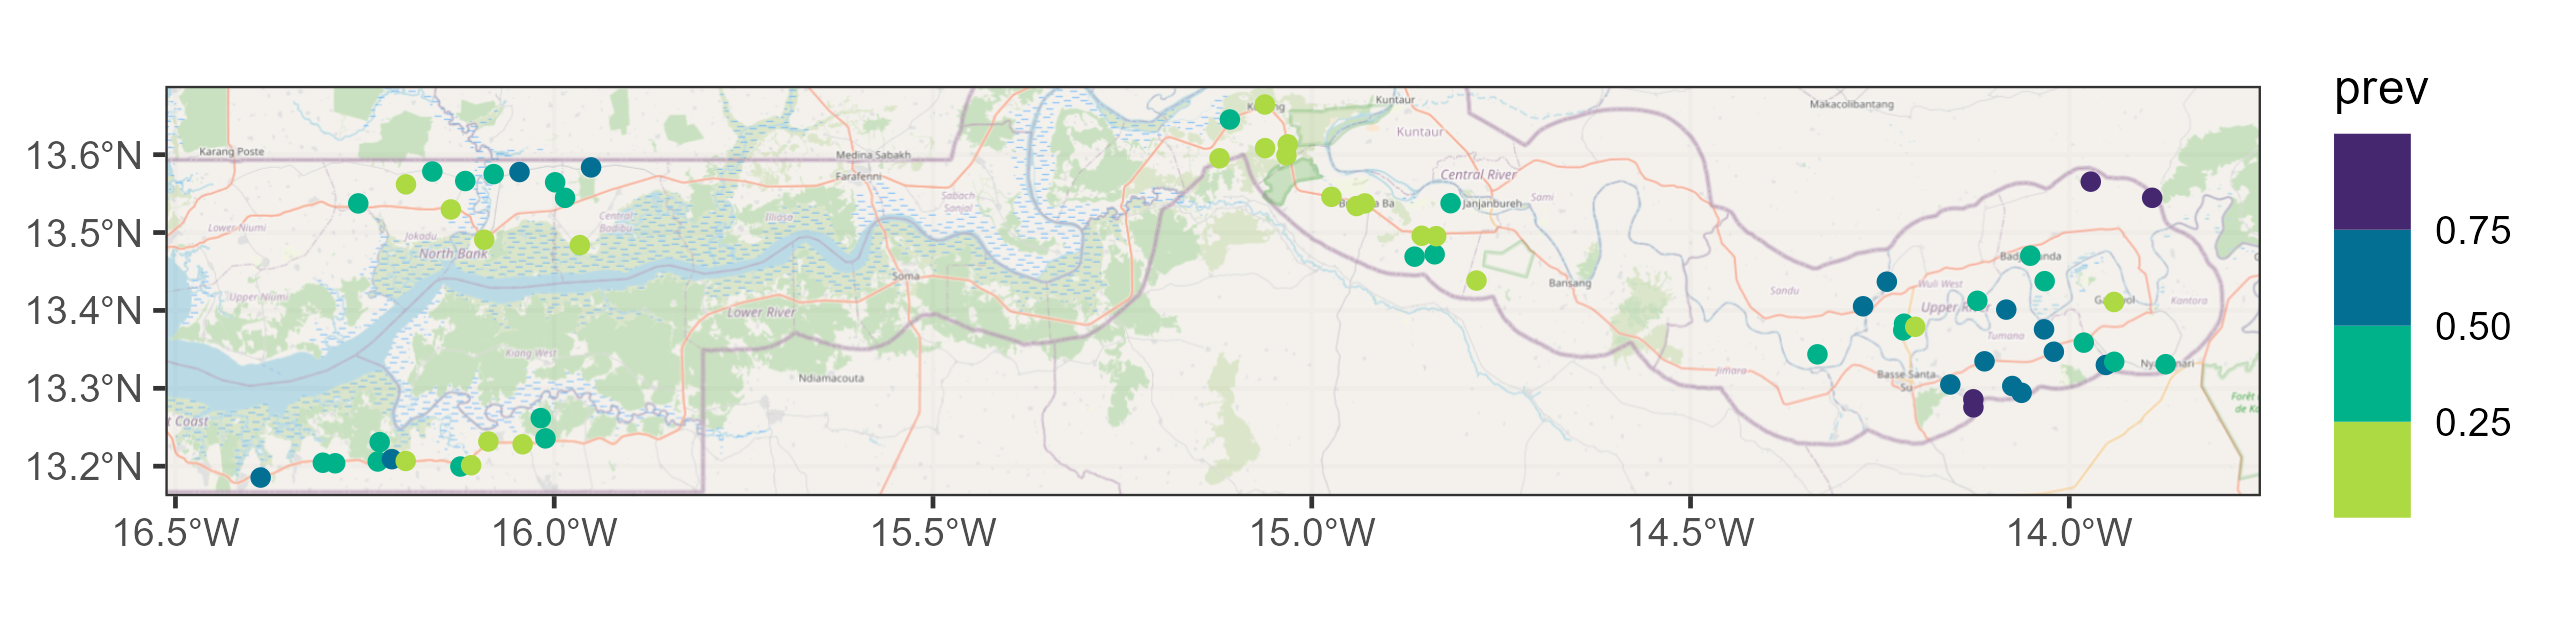 prev
0.75
0.50
0.25
13.6°N
13.5°N
13.4°N
13.3°N
13.2°N
16.5°W
16.0°W
15.5°W
15.0°W
14.5°W
14.0°W
Karang Poste
Medina Sabakh
Farafenni
Kuntaur
Kuntaur
Makacolibantang
Central River
Sami
Janjanbureh
Lower Niumi
Jokadu
Central
Badibu
Illiasa
Sabach
Sanjal
North Bank
Upper Niumi
Soma
Bansang
Sandu
Wuli West
Upper
Kantora
Lower River
Tumana
Kiang West
Ndiamacouta
Jimara
Basse Santa
Su
t Coast
Forêt